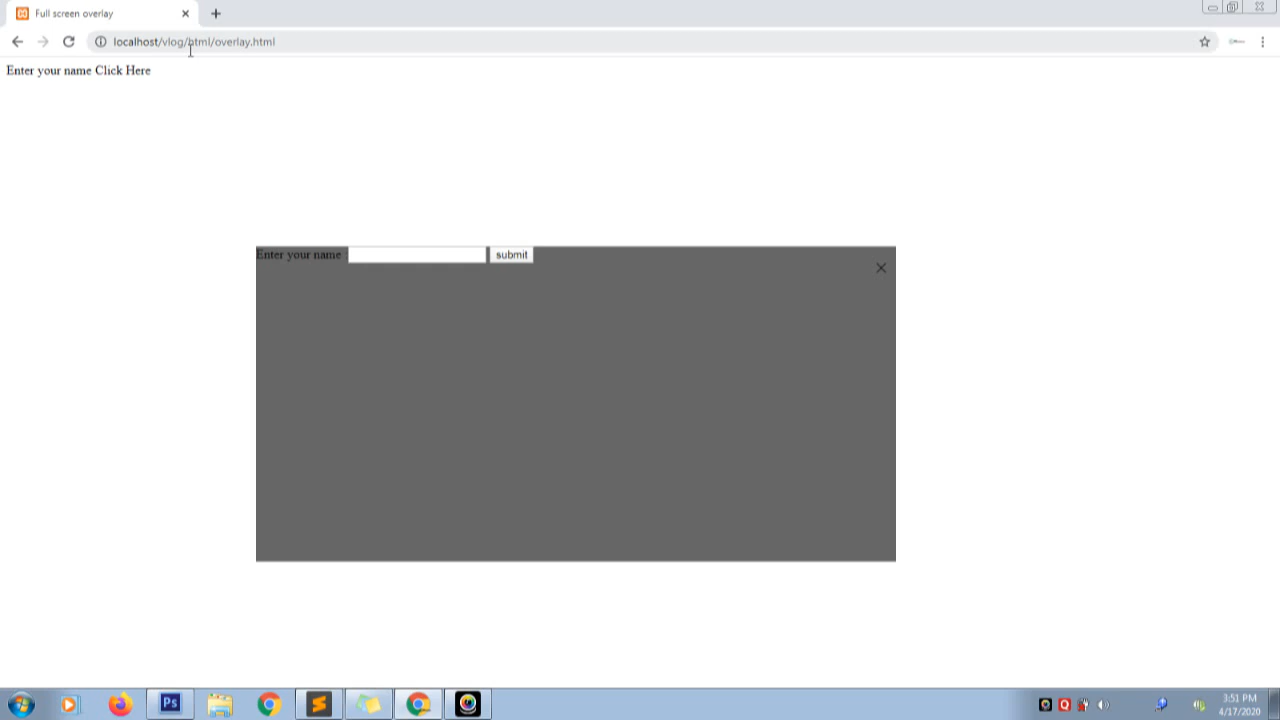 Full screen overlay
localhost/vlog/html/overlay.html
Enter your name Click Here
Enter your name submit
Ps
3:51 PM
4/17/2020